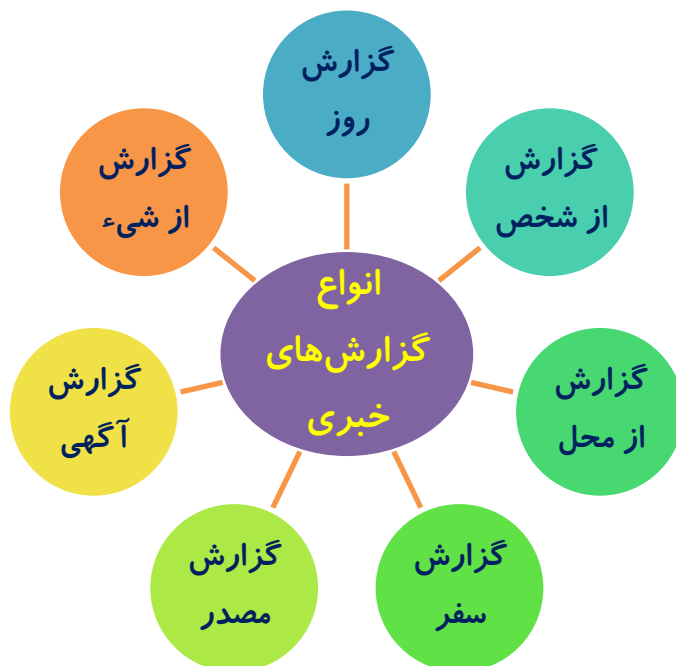 انواع
گزارش‌های
خبری
گزارش
روز
گزارش
از شخص
گزارش
از محل
گزارش
سفر
گزارش
مصدر
گزارش
آگهی
گزارش
از شیء